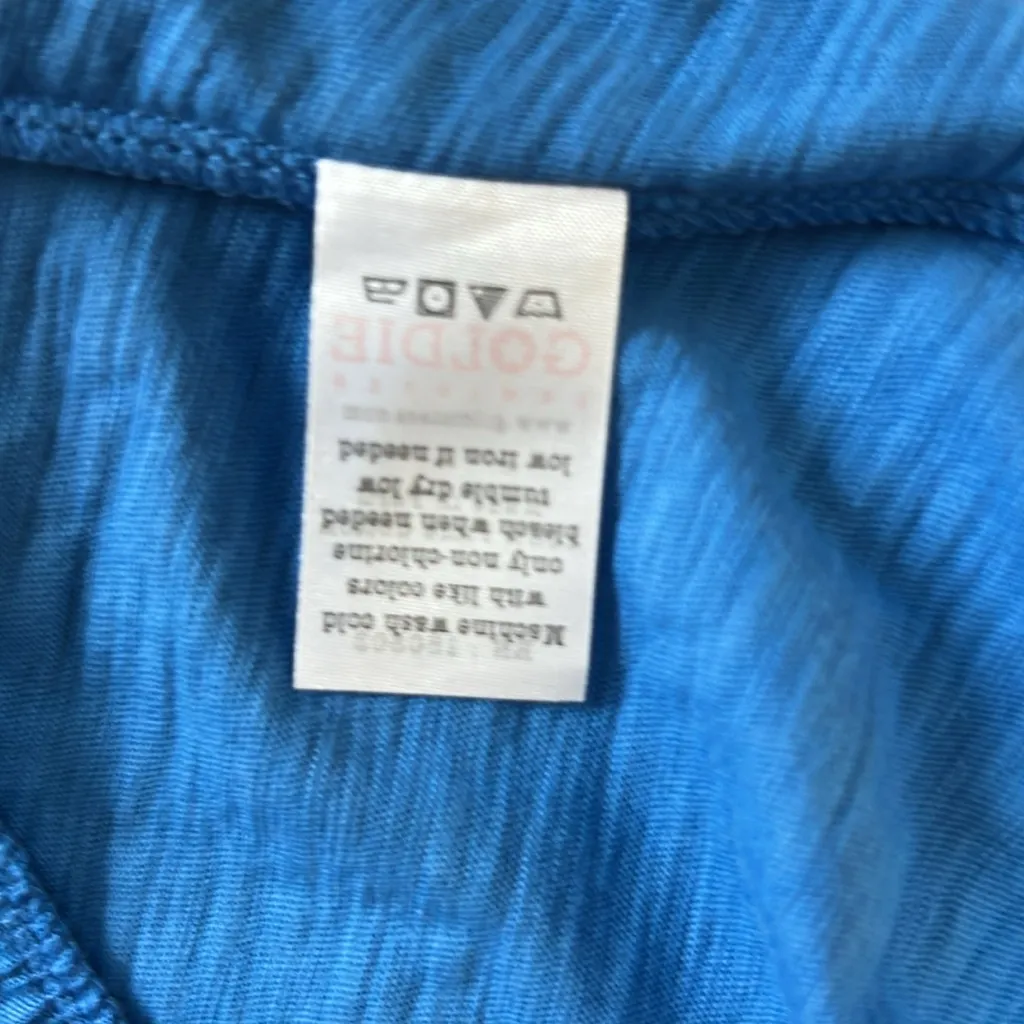 Machine wash cold
with like colors
only non-chlorine
bleach when needed
tumble dry low
low iron if needed
GOLDIE